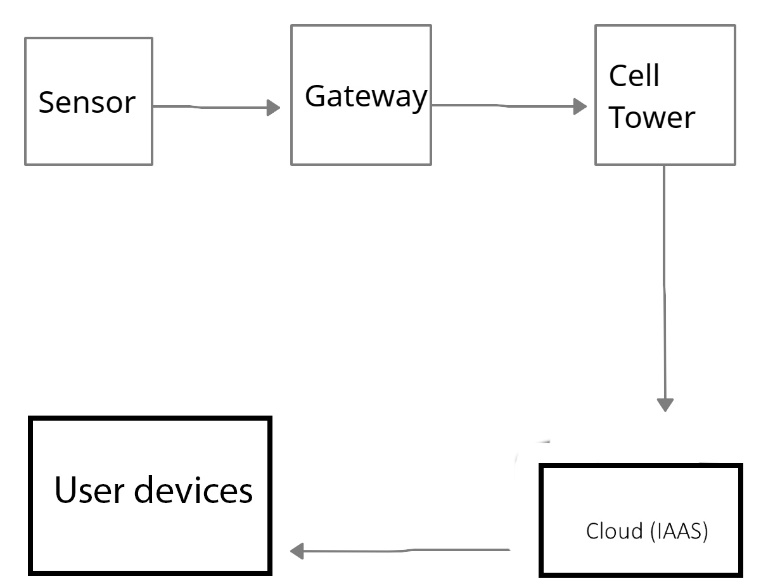 Sensor
Gateway
Cell
Tower
User devices
Cloud (IAAS)